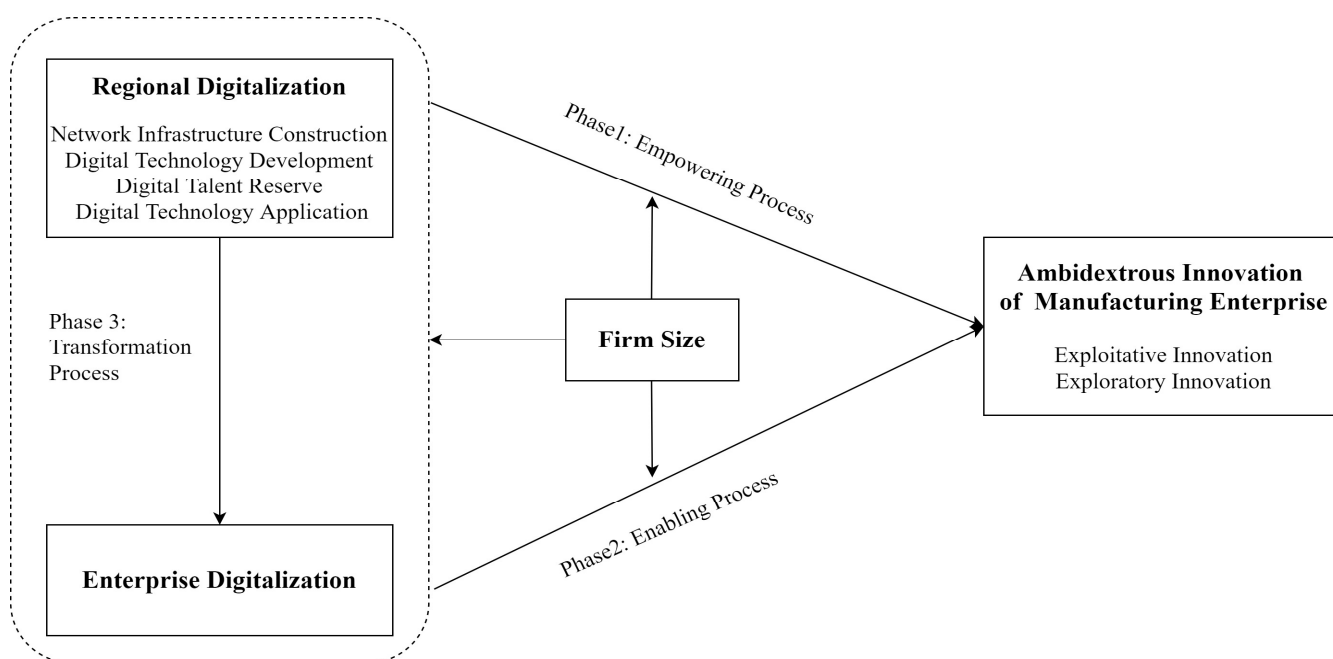 Regional Digitalization
Network Infrastructure Construction
Digital Technology Development
Digital Talent Reserve
Digital Technology Application
Phase1: Empowering Process
Phase 3:
Transformation
Process
Firm Size
Ambidextrous Innovation
of Manufacturing Enterprise
Exploitative Innovation
Exploratory Innovation
Phase2: Enabling Process
Enterprise Digitalization